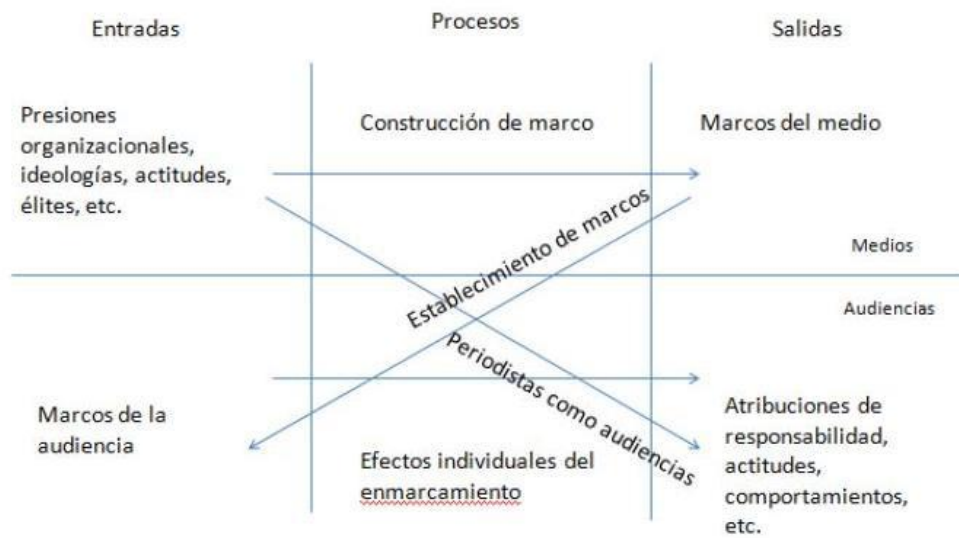 Entradas
Procesos
Salidas
Presiones
organizacionales,
ideologías, actitudes,
élites, etc.
Construcción de marco
Marcos del medio
Establecimiento de marcos
Medios
Audiencias
Periodistas como audiencias
Marcos de la
audiencia
Efectos individuales del
enmarcamiento
Atribuciones de
responsabilidad,
actitudes,
comportamientos,
etc.